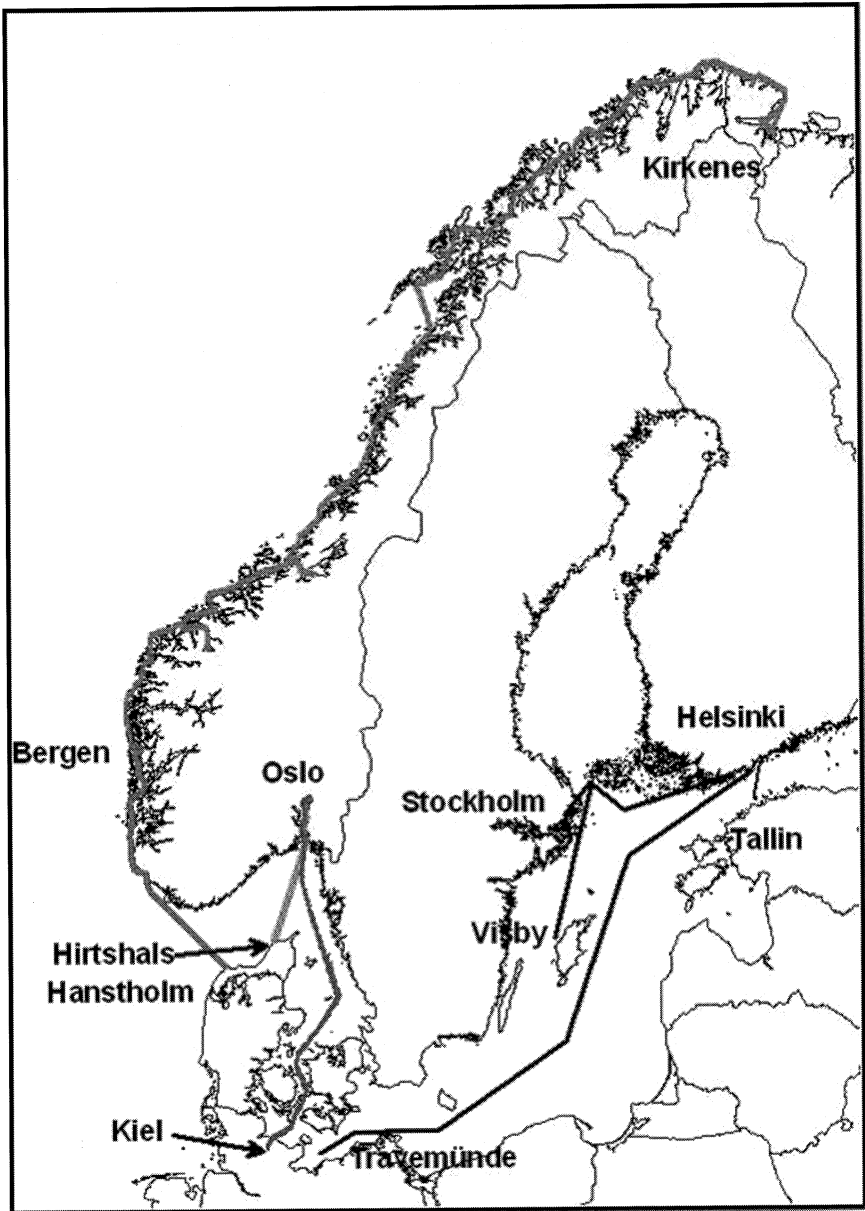 Kirkenes
Helsinki
Bergen
Oslo
Stockholm
Tallin
Visby
Hirtshals
Hanstholm
Kiel
Travemünde